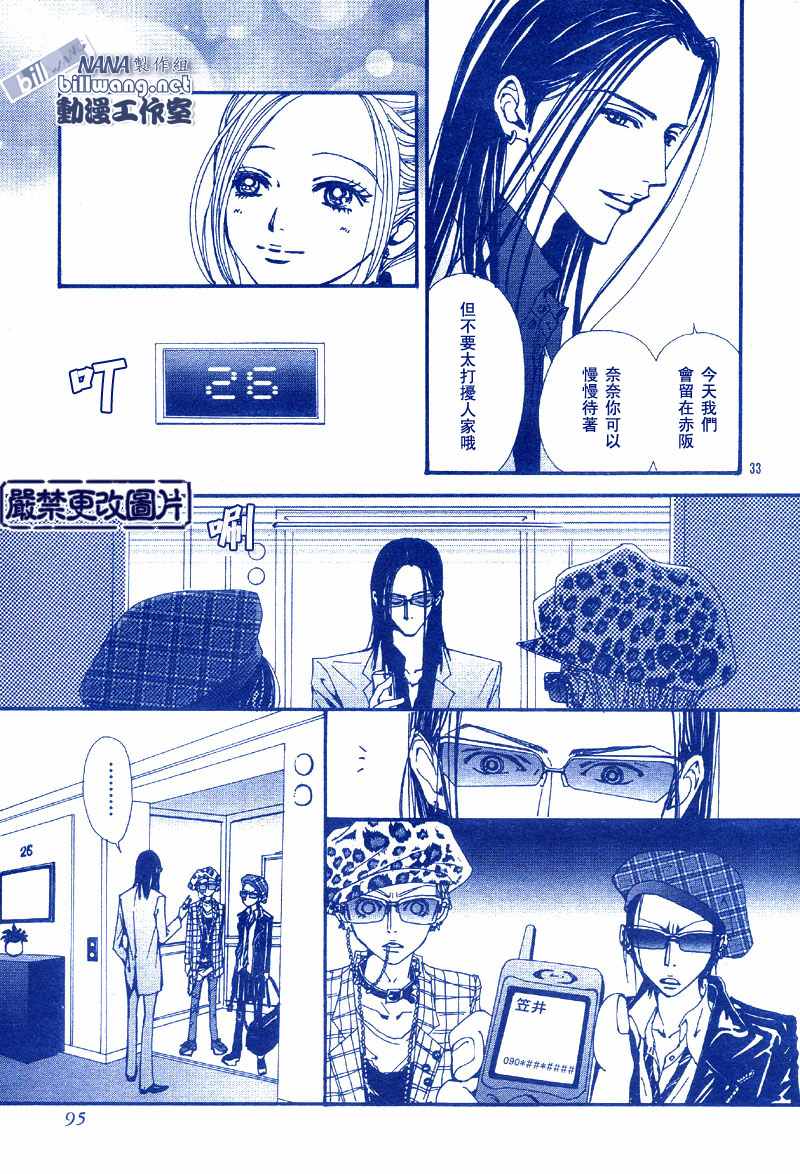 bill
NANA製作組
billwang.net
動漫工作室
今天我們
會留在赤阪
奈奈你可以
慢慢待著
但不要太打擾人家哦
33
叮
26
嚴禁更改圖片
唰
………
26
笠井
090*##*####
95